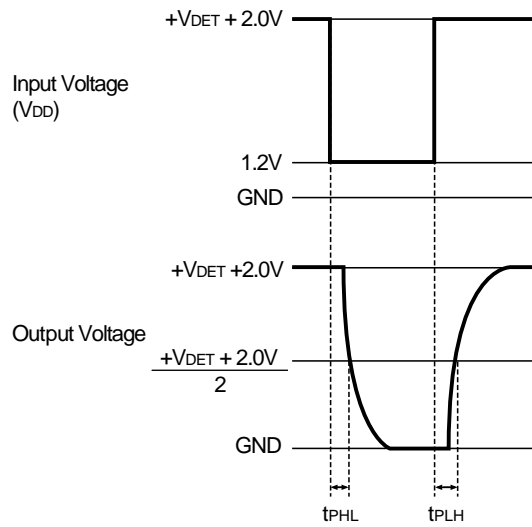 +VDET + 2.0V
Input Voltage
(VDD)
1.2V
GND
+VDET +2.0V
Output Voltage
+VDET + 2.0V
2
GND
tPHL
tPLH